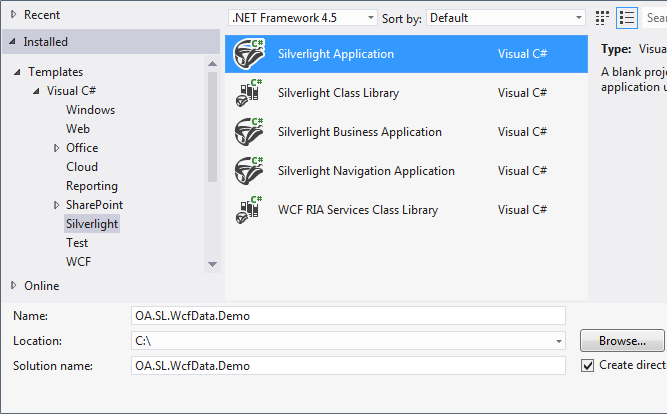 Recent
.NET Framework 4.5
Sort by:
Default
Installed
Templates
Visual C#
Windows
Web
Office
Cloud
Reporting
SharePoint
Silverlight
Test
WCF
Online
C# Silverlight Application Visual C#
C# Silverlight Class Library Visual C#
C# Silverlight Business Application Visual C#
C# Silverlight Navigation Application Visual C#
C# WCF RIA Services Class Library Visual C#
Sear
Type: Visua
A blank proje
application u
Name: OA.SL.WcfData.Demo
Location: C:\
Browse...
Solution name: OA.SL.WcfData.Demo
Create direct